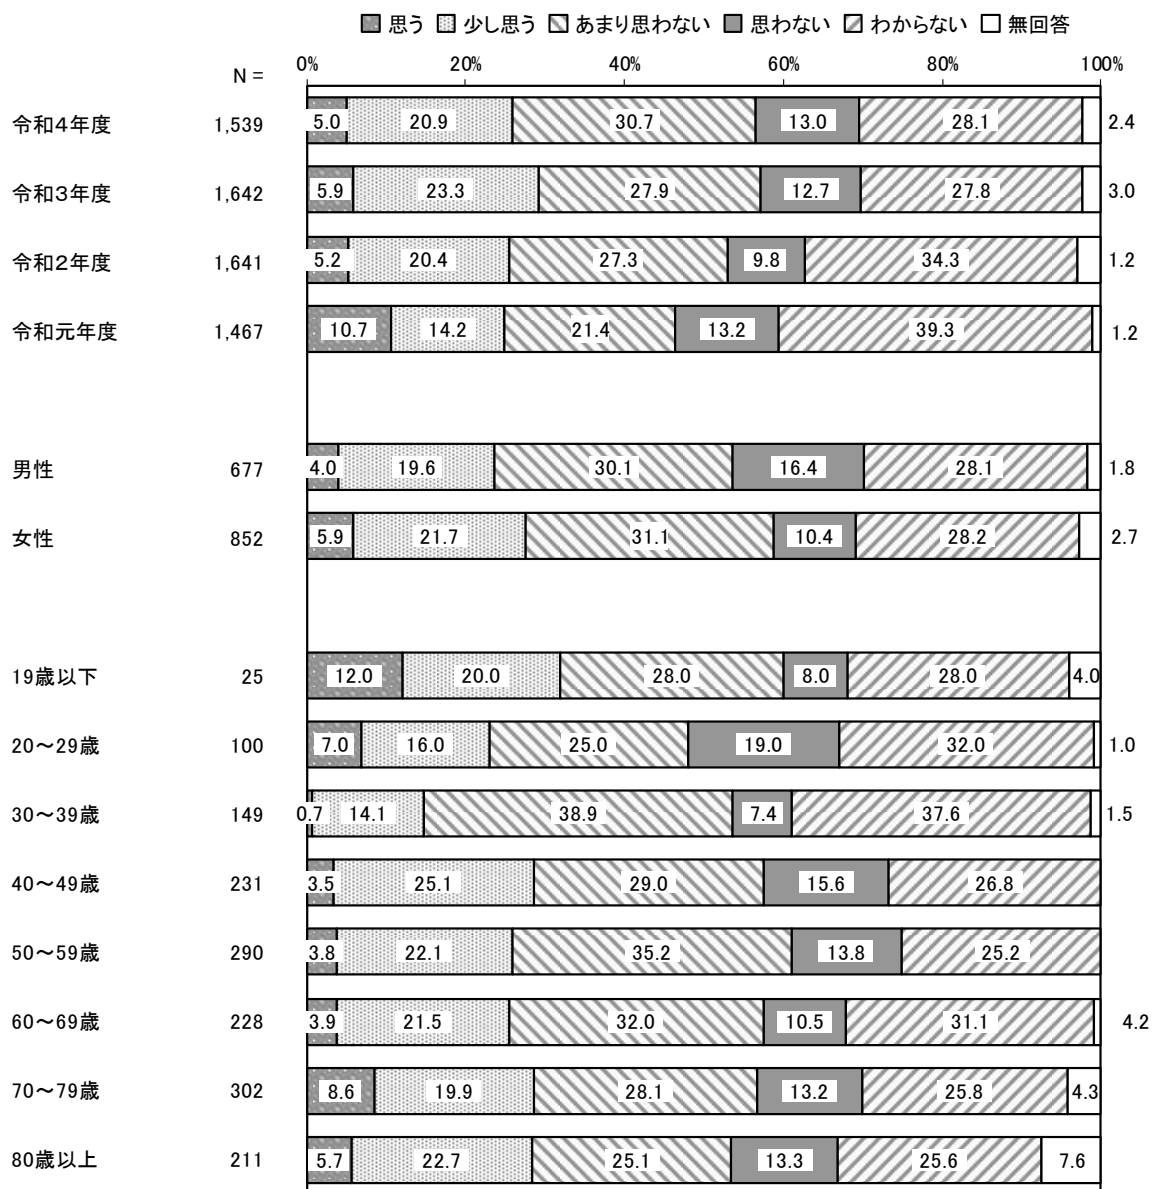 思う 少し思う あまり思わない 思わない わからない 無回答
N = 0% 20% 40% 60% 80% 100%
令和4年度 1,539 5.0 20.9 30.7 13.0 28.1 2.4
令和3年度 1,642 5.9 23.3 27.9 12.7 27.8 3.0
令和2年度 1,641 5.2 20.4 27.3 9.8 34.3 1.2
令和元年度 1,467 10.7 14.2 21.4 13.2 39.3 1.2
男性 677 4.0 19.6 30.1 16.4 28.1 1.8
女性 852 5.9 21.7 31.1 10.4 28.2 2.7
19歳以下 25 12.0 20.0 28.0 8.0 28.0 4.0
20～29歳 100 7.0 16.0 25.0 19.0 32.0 1.0
30～39歳 149 0.7 14.1 38.9 7.4 37.6 1.5
40～49歳 231 3.5 25.1 29.0 15.6 26.8
50～59歳 290 3.8 22.1 35.2 13.8 25.2
60～69歳 228 3.9 21.5 32.0 10.5 31.1 4.2
70～79歳 302 8.6 19.9 28.1 13.2 25.8 4.3
80歳以上 211 5.7 22.7 25.1 13.3 25.6 7.6